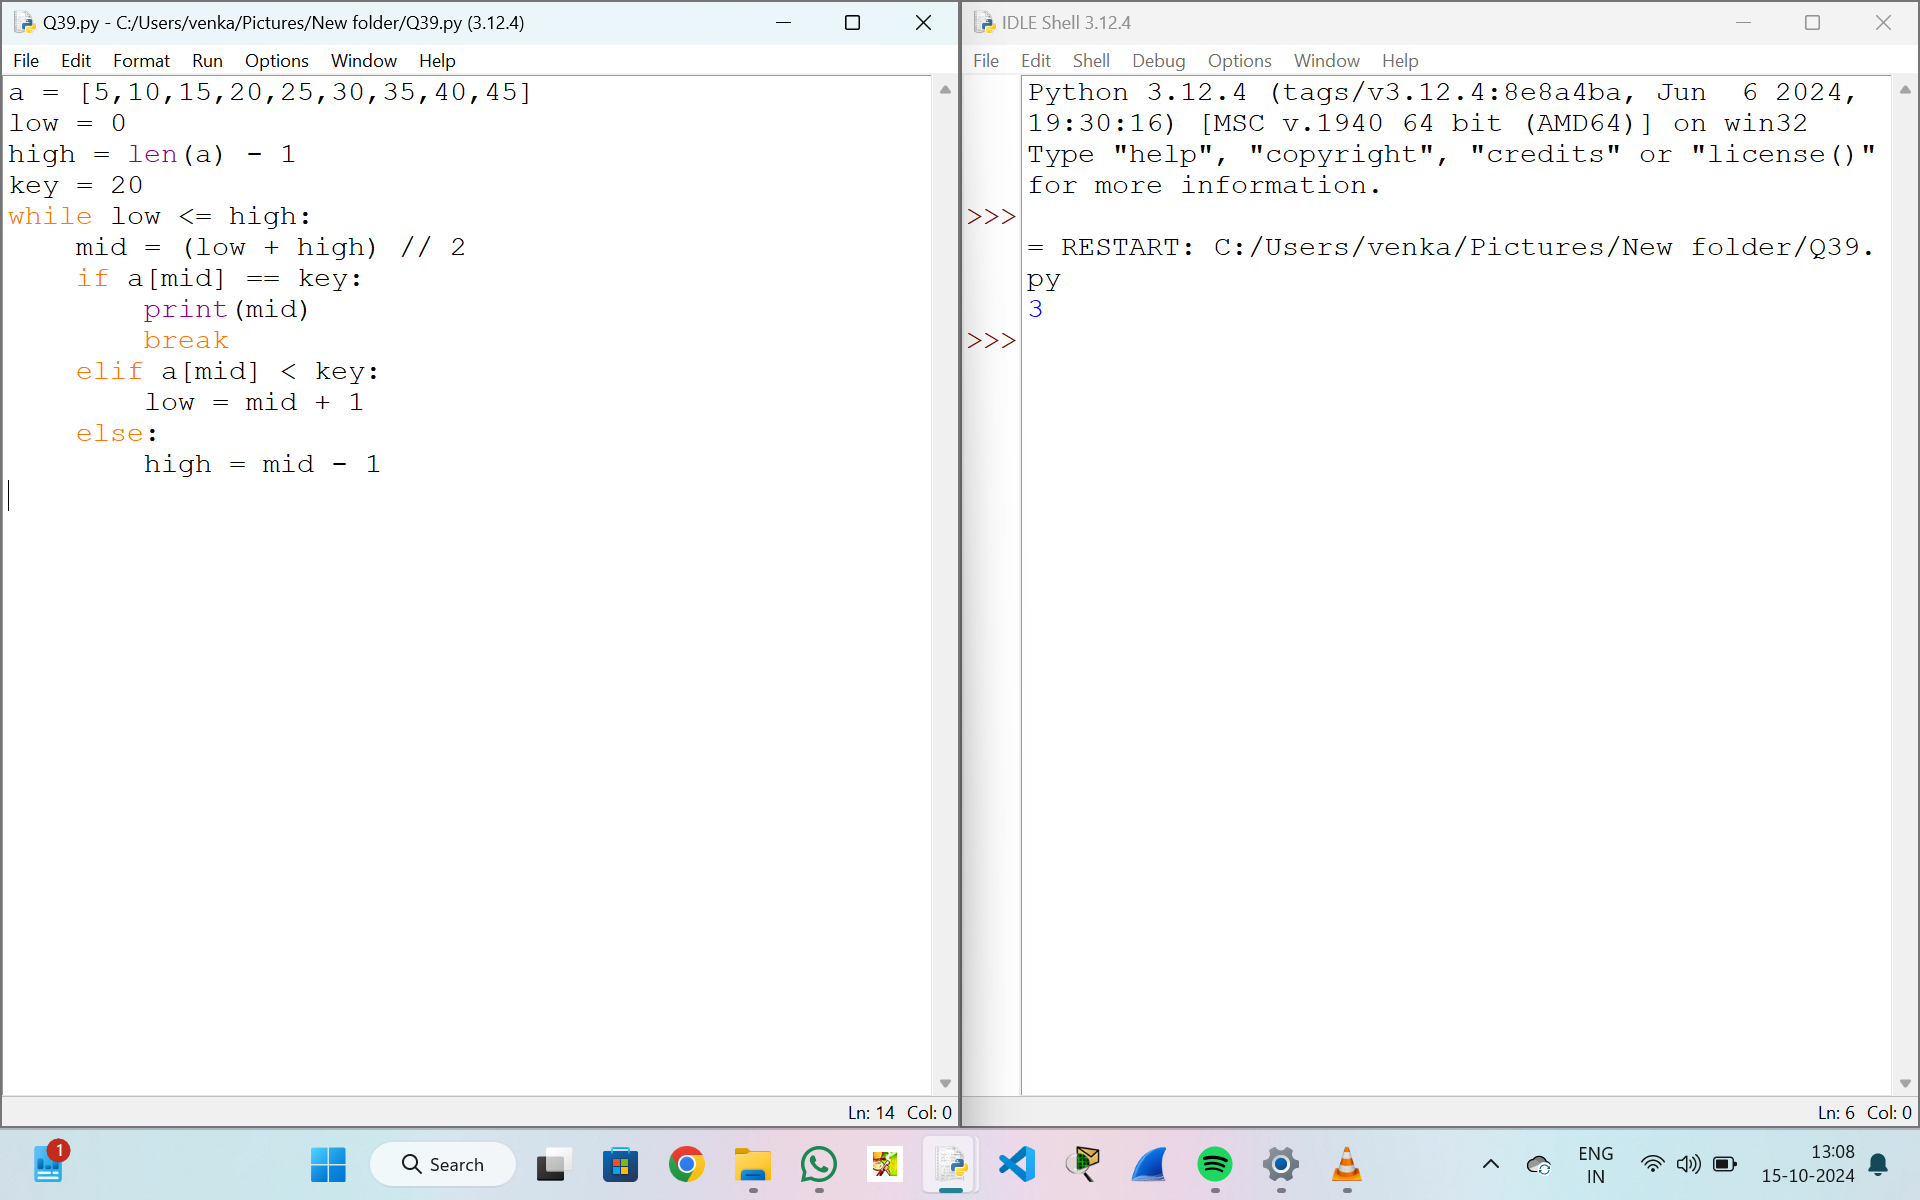 Q39.py - C:/Users/venka/Pictures/New folder/Q39.py (3.12.4)
File Edit Format Run Options Window Help
a = [5,10,15,20,25,30,35,40,45]
low = 0
high = len(a) - 1
key = 20
while low <= high:
    mid = (low + high) // 2
    if a[mid] == key:
        print(mid)
        break
    elif a[mid] < key:
        low = mid + 1
    else:
        high = mid - 1
Ln: 14 Col: 0
IDLE Shell 3.12.4
File Edit Shell Debug Options Window Help
Python 3.12.4 (tags/v3.12.4:8e8a4ba, Jun  6 2024,
19:30:16) [MSC v.1940 64 bit (AMD64)] on win32
Type "help", "copyright", "credits" or "license()"
for more information.
>>>
= RESTART: C:/Users/venka/Pictures/New folder/Q39.
py
3
>>>
Ln: 6 Col: 0
1
Search
ENG
IN
13:08
15-10-2024